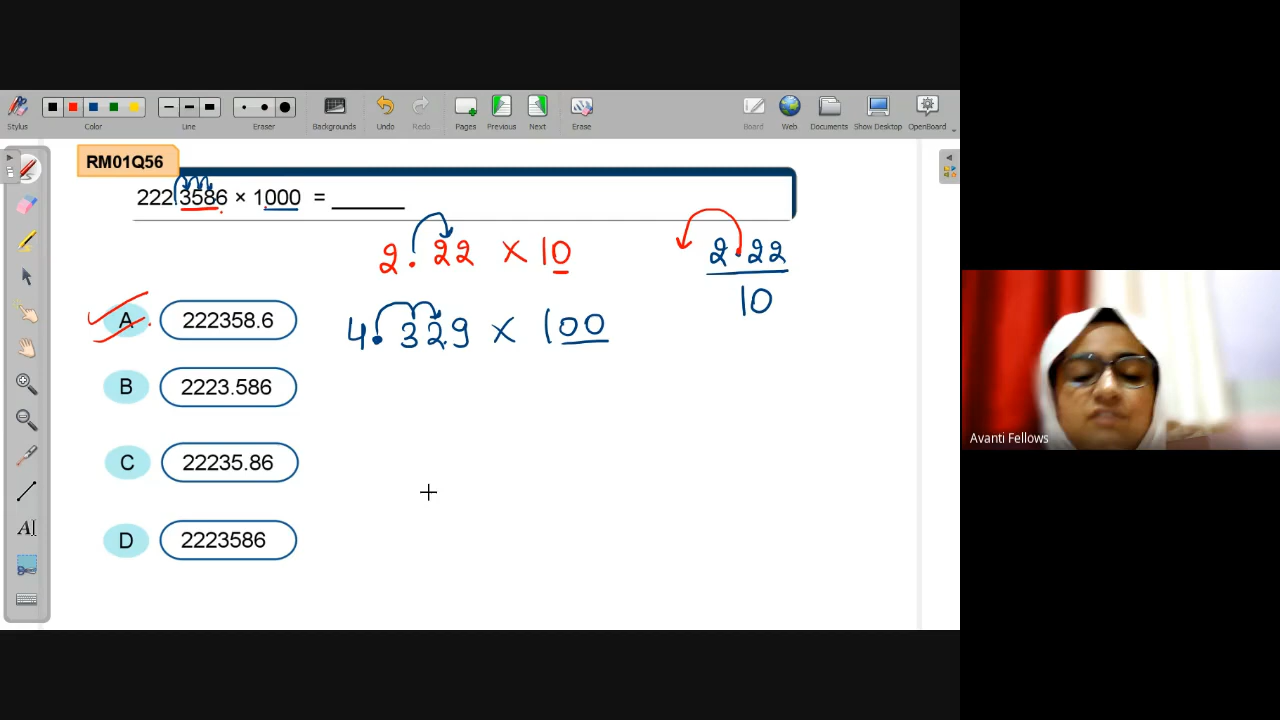 Stylus Color Line Eraser Backgrounds Undo Redo Pages Previous Next Erase Board Web Documents Show Desktop OpenBoard
RM01Q56
222.3586 × 1000 = ________
2.22 × 10
2.22
10
A 222358.6
4.329 × 100
B 2223.586
C 22235.86
D 2223586
AI
Avanti Fellows